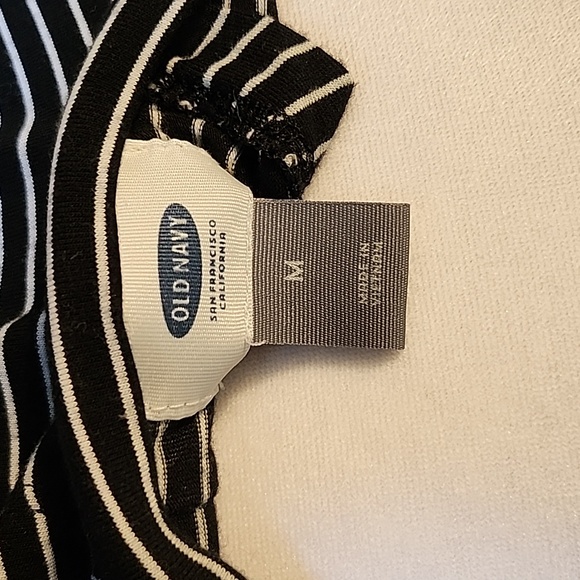 OLD NAVY
SAN FRANCISCO
CALIFORNIA
M
MADE IN
VIETNAM